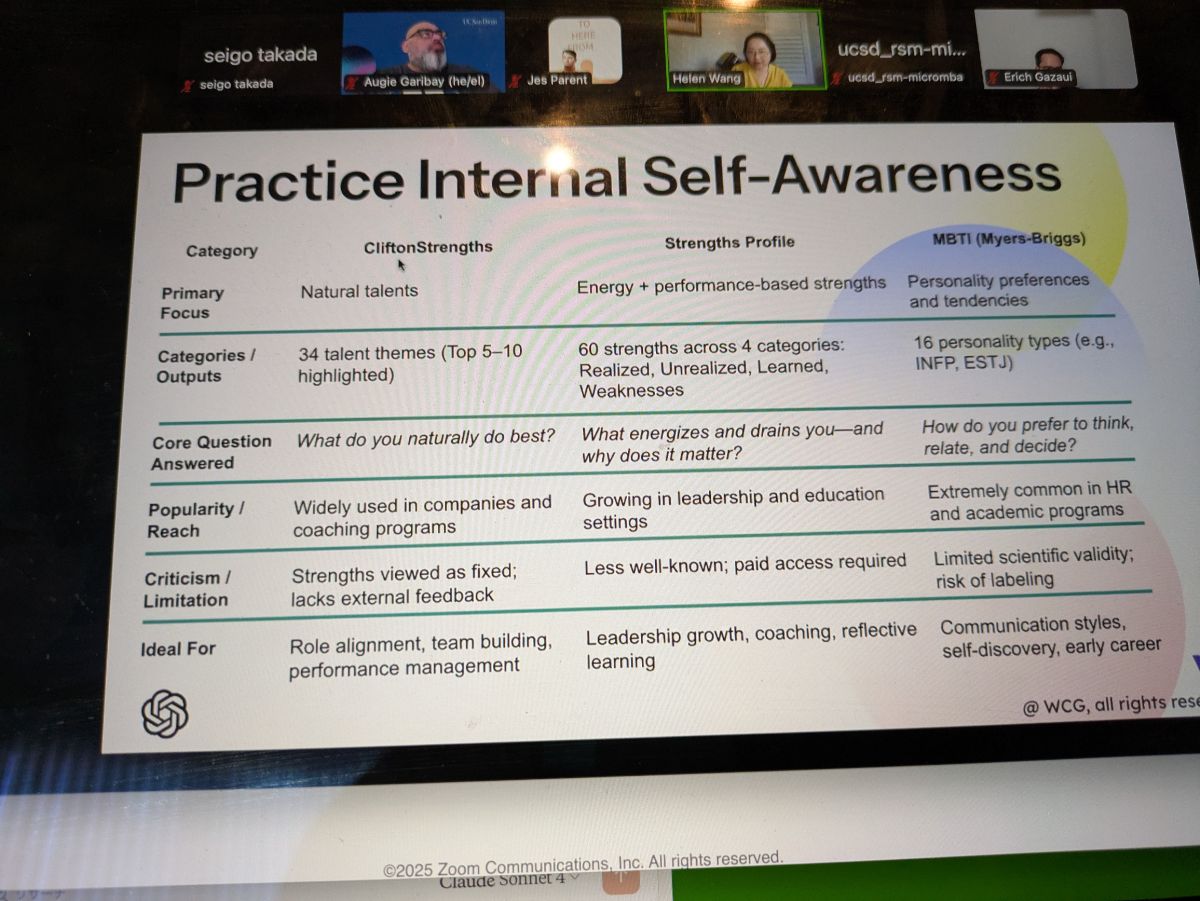 seigo takada
seigo takada
UC San Diego
Augie Garibay (he/el)
TO
HERE
FROM
Jes Parent
Helen Wang
ucsd_rsm-mi...
ucsd_rsm-micromba
Erich Gazaui
Practice Internal Self-Awareness
Category
CliftonStrengths
Strengths Profile
MBTI (Myers-Briggs)
Primary
Focus
Natural talents
Energy + performance-based strengths
Personality preferences
and tendencies
Categories /
Outputs
34 talent themes (Top 5–10
highlighted)
60 strengths across 4 categories:
Realized, Unrealized, Learned,
Weaknesses
16 personality types (e.g.,
INFP, ESTJ)
Core Question
Answered
What do you naturally do best?
What energizes and drains you—and
why does it matter?
How do you prefer to think,
relate, and decide?
Popularity /
Reach
Widely used in companies and
coaching programs
Growing in leadership and education
settings
Extremely common in HR
and academic programs
Criticism /
Limitation
Strengths viewed as fixed;
lacks external feedback
Less well-known; paid access required
Limited scientific validity;
risk of labeling
Ideal For
Role alignment, team building,
performance management
Leadership growth, coaching, reflective
learning
Communication styles,
self-discovery, early career
@ WCG, all rights rese
©2025 Zoom Communications, Inc. All rights reserved.
Claude Sonnet 4